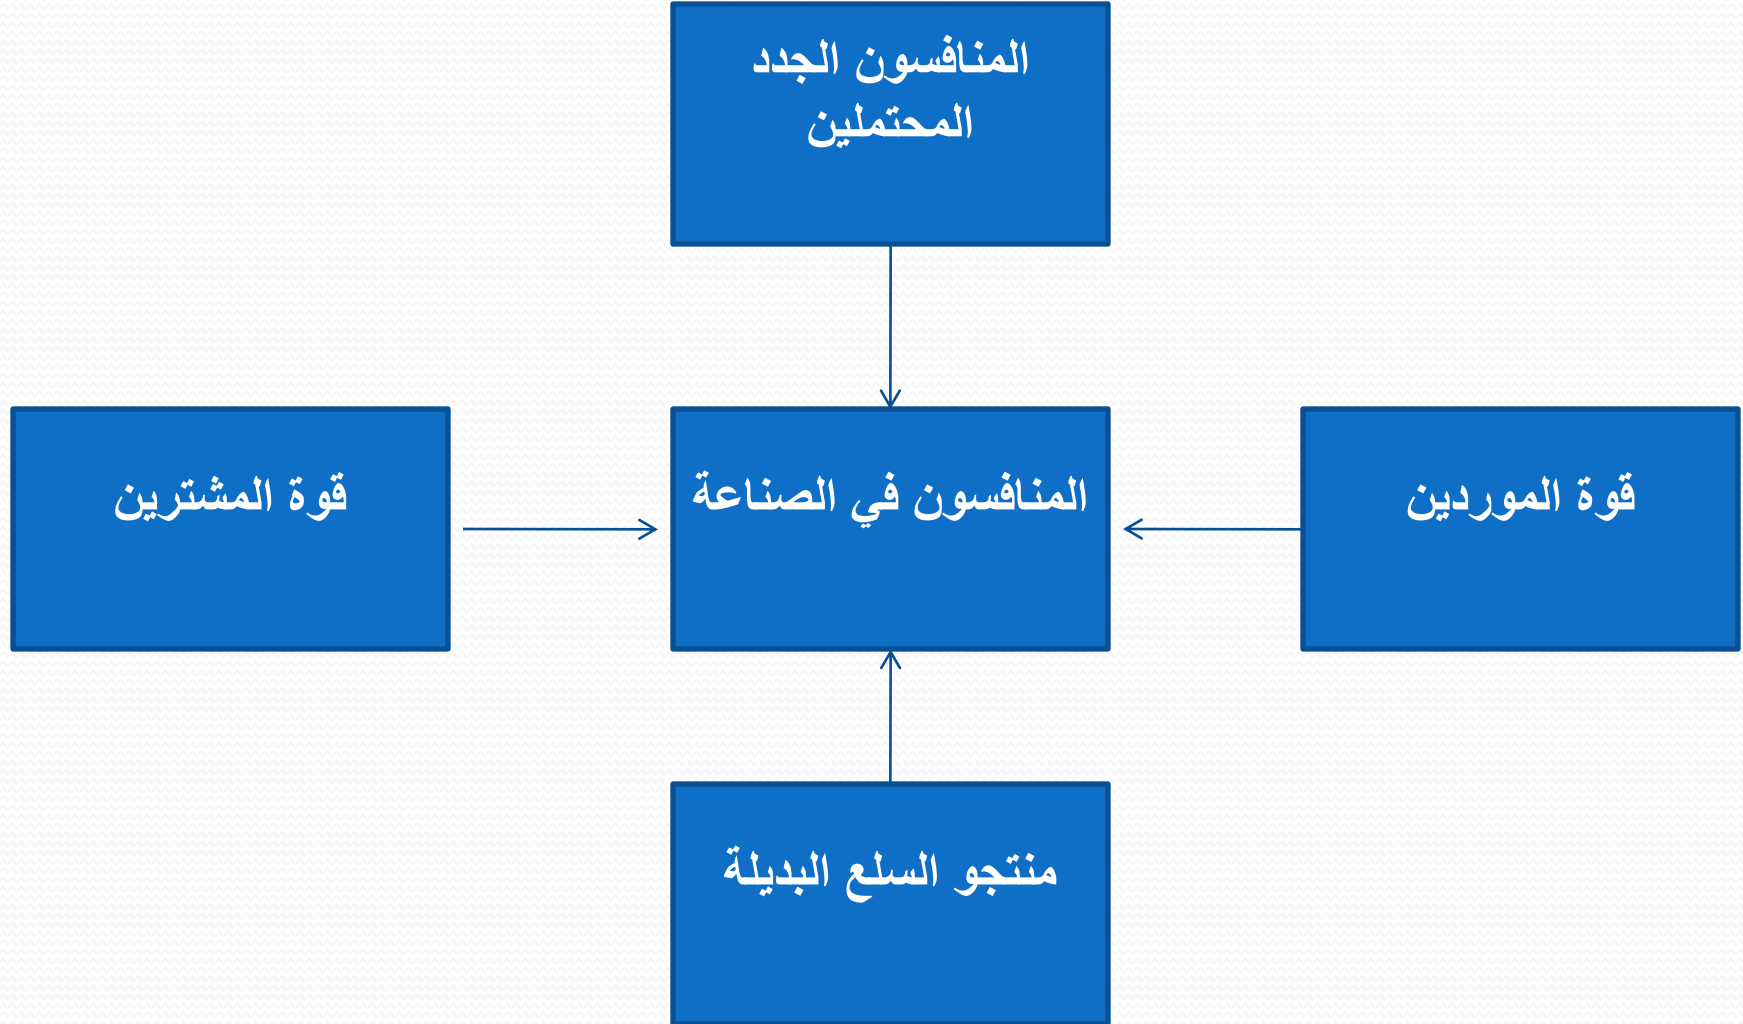 المنافسون الجدد
المحتملين
قوة الموردين
المنافسون في الصناعة
قوة المشترين
منتجو السلع البديلة